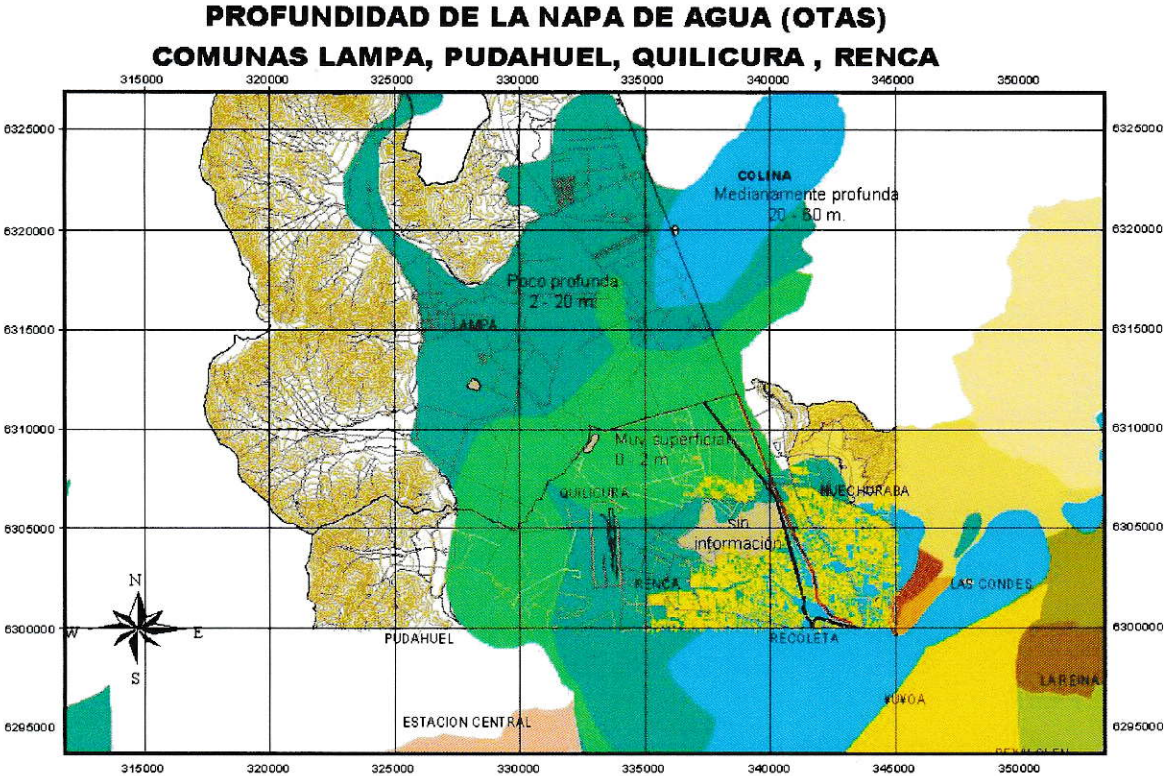 PROFUNDIDAD DE LA NAPA DE AGUA (OTAS)
COMUNAS LAMPA, PUDAHUEL, QUILICURA , RENCA
315000 320000 325000 330000 335000 340000 345000 350000
6325000 6325000
COLINA
Medianamente profunda
20 - 80 m.
6320000 6320000
Poco profunda
2 - 20 m.
LAMPA
6315000 6315000
6310000 6310000
Muy superficial
0 - 2 m
QUILICURA
HUECHURABA
6305000 6305000
sin
información
N
RENCA
LAS CONDES
6300000 6300000
W E
PUDAHUEL
RECOLETA
S
LA REINA
ESTACION CENTRAL
6295000 6295000
315000 320000 325000 330000 335000 340000 345000 350000